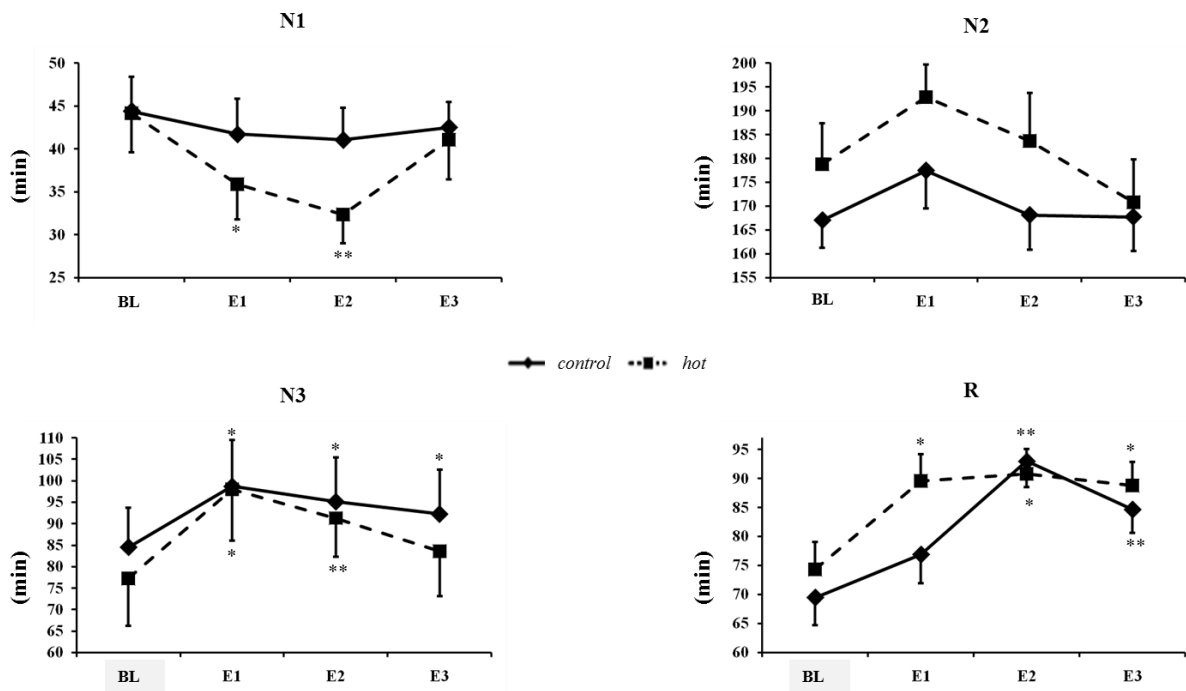 N1
50
45
40
35
30
25
(min)
*
**
BL E1 E2 E3
N2
200
195
190
185
180
175
170
165
160
155
(min)
BL E1 E2 E3
control hot
N3
110
105
100
95
90
85
80
75
70
65
60
(min)
* * *
* **
BL E1 E2 E3
R
95
90
85
80
75
70
65
60
(min)
* ** *
* **
BL E1 E2 E3